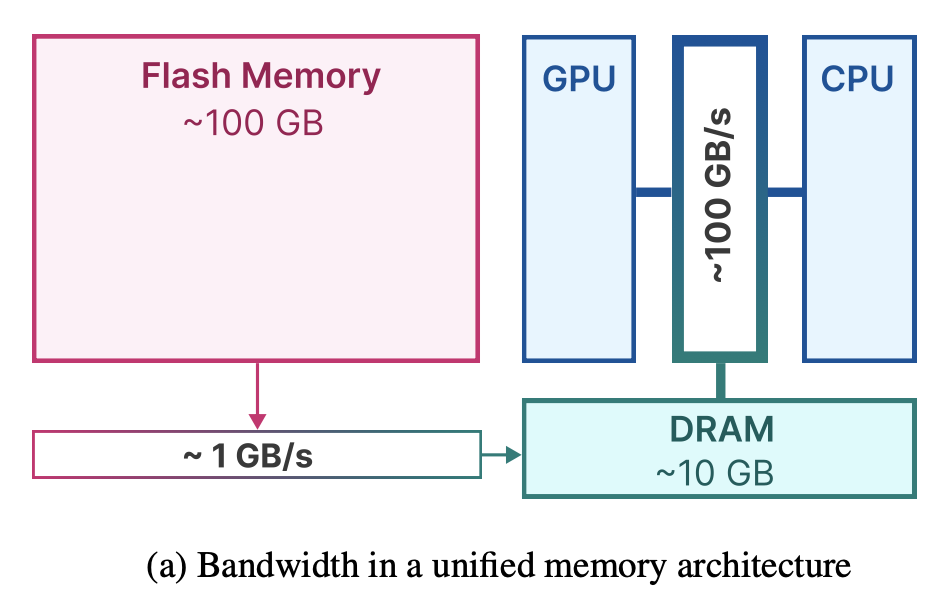 Flash Memory
~100 GB
GPU
~100 GB/s
CPU
~ 1 GB/s
DRAM
~10 GB
(a) Bandwidth in a unified memory architecture